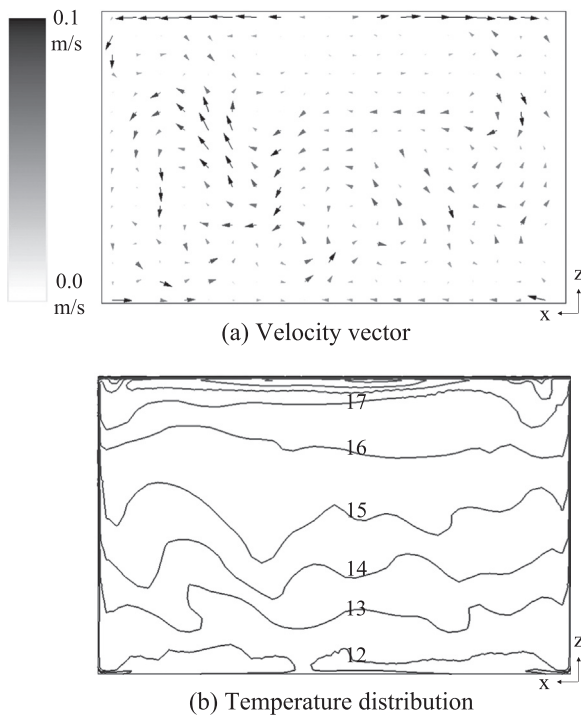 0.1
m/s
0.0
m/s
z
x
(a) Velocity vector
17
16
15
14
13
12
z
x
(b) Temperature distribution